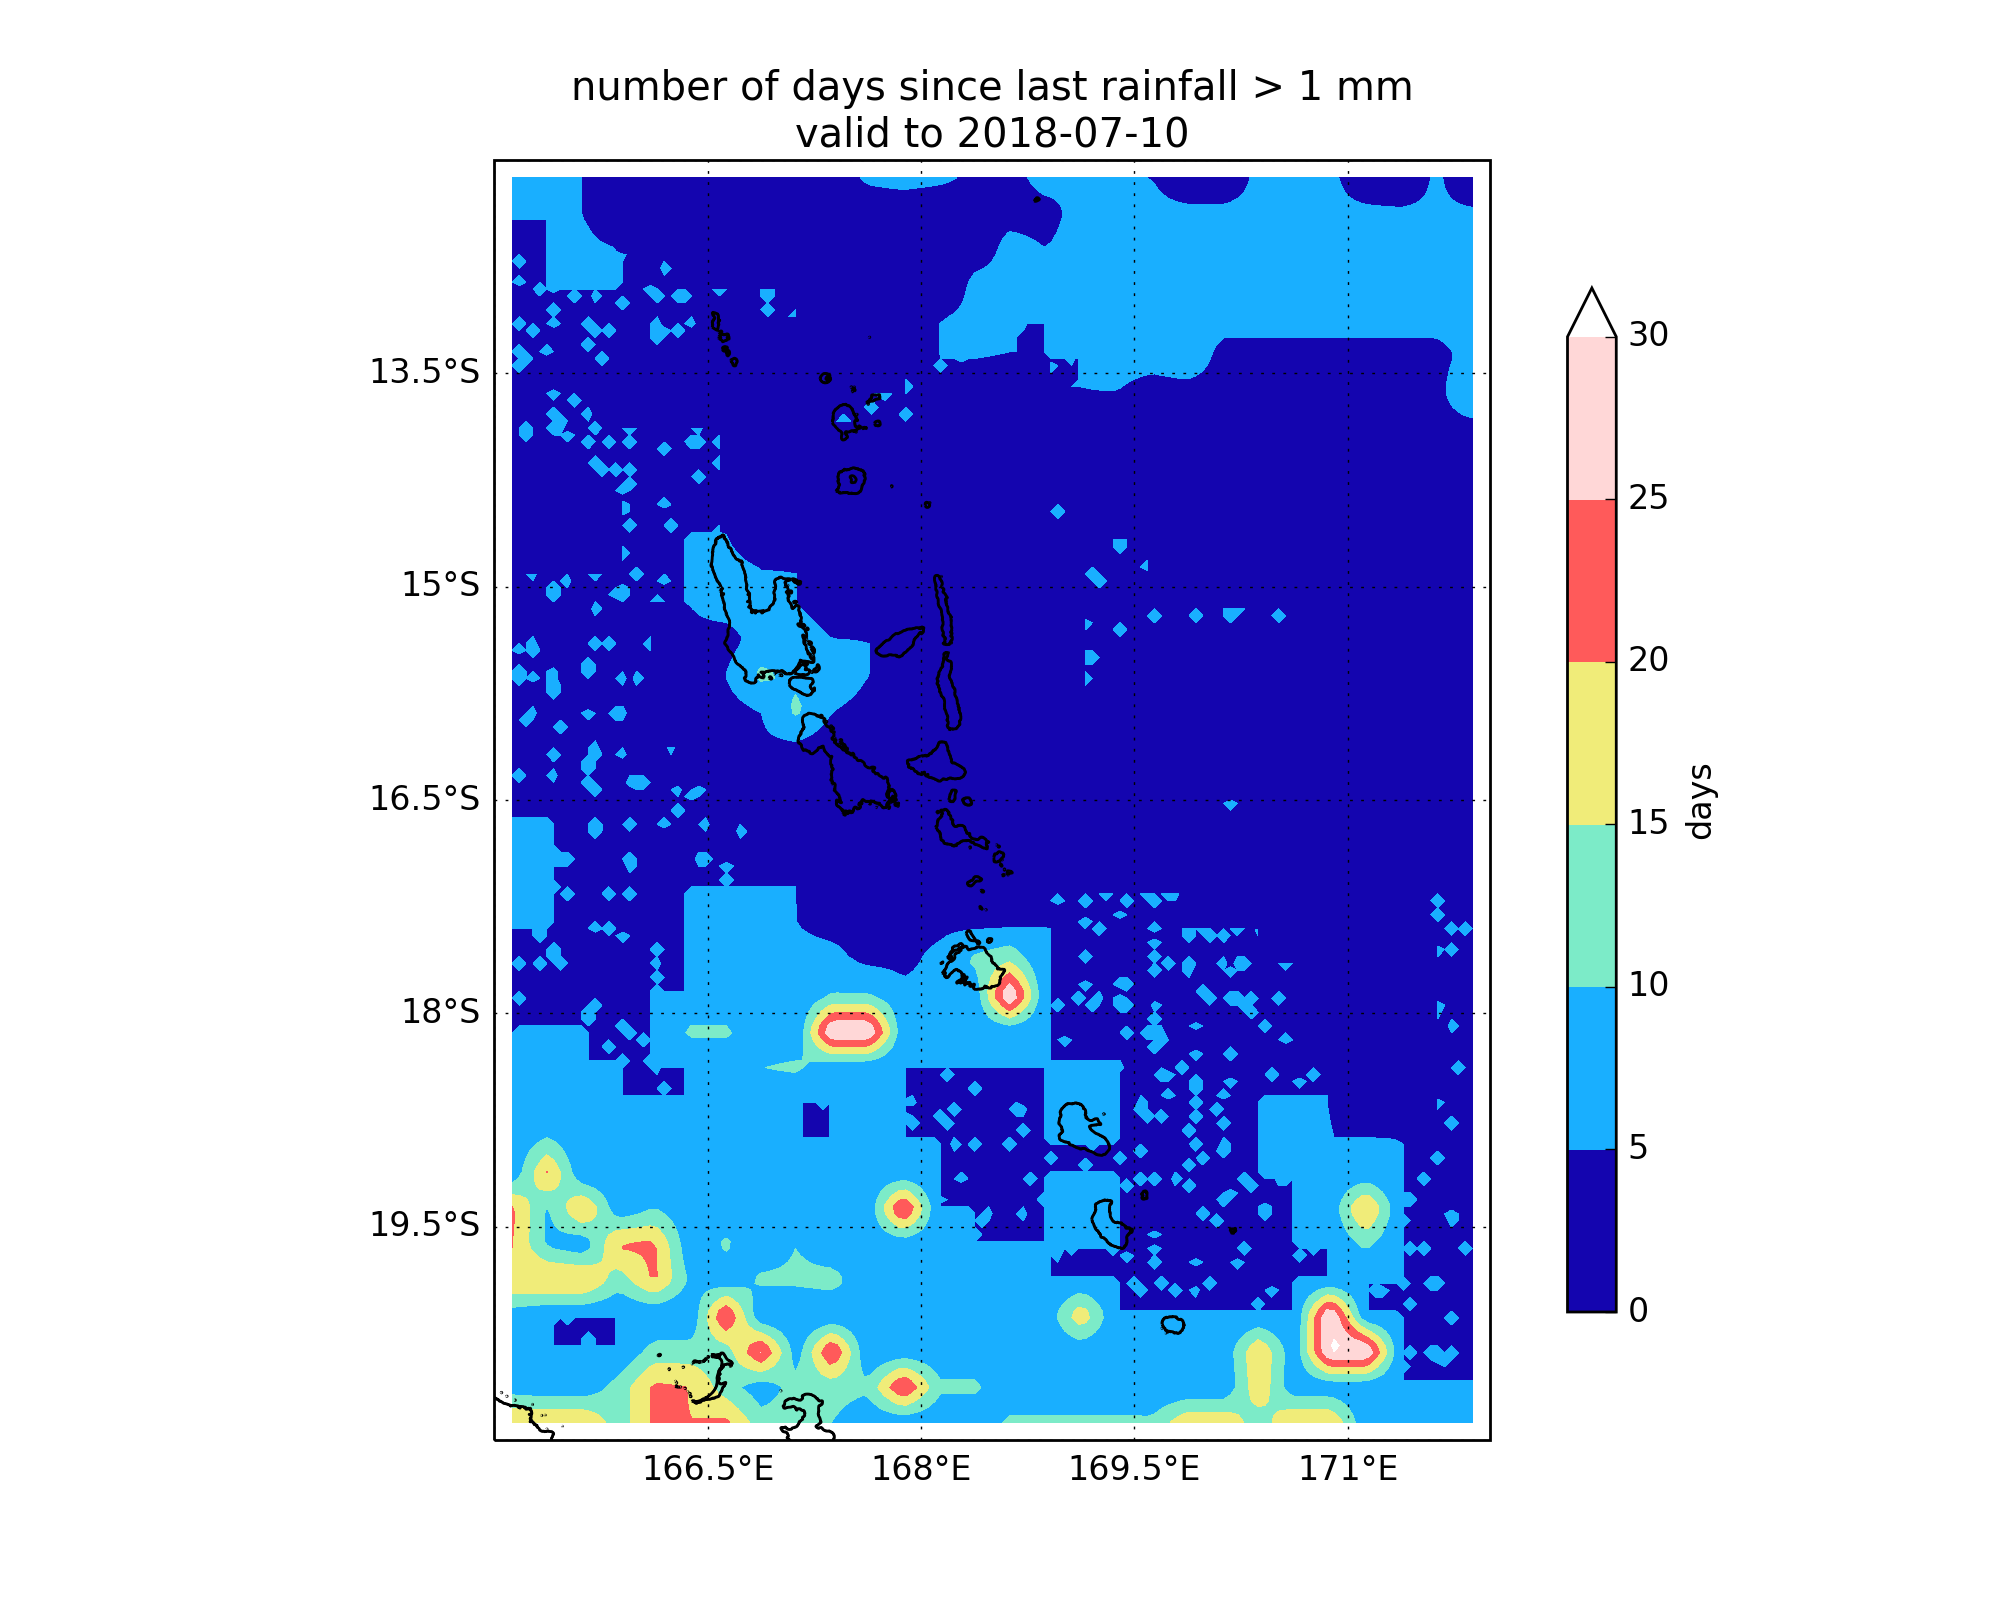 number of days since last rainfall > 1 mm
valid to 2018-07-10
13.5°S
15°S
16.5°S
18°S
19.5°S
166.5°E 168°E 169.5°E 171°E
30
25
20
15
10
5
0
days